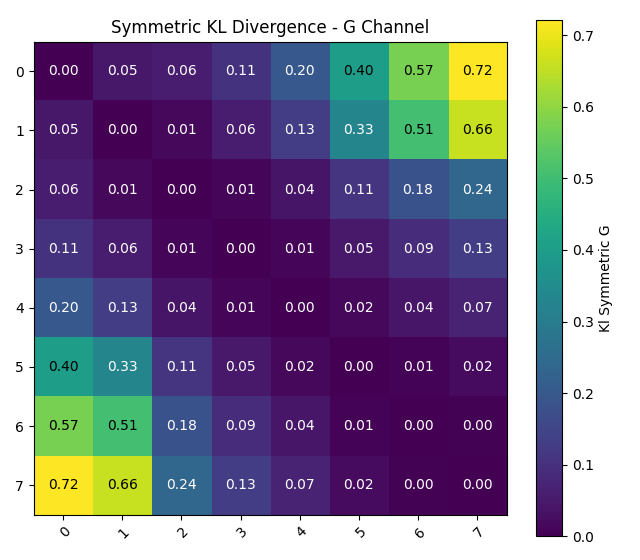 Symmetric KL Divergence - G Channel
0 0.00 0.05 0.06 0.11 0.20 0.40 0.57 0.72
1 0.05 0.00 0.01 0.06 0.13 0.33 0.51 0.66
2 0.06 0.01 0.00 0.01 0.04 0.11 0.18 0.24
3 0.11 0.06 0.01 0.00 0.01 0.05 0.09 0.13
4 0.20 0.13 0.04 0.01 0.00 0.02 0.04 0.07
5 0.40 0.33 0.11 0.05 0.02 0.00 0.01 0.02
6 0.57 0.51 0.18 0.09 0.04 0.01 0.00 0.00
7 0.72 0.66 0.24 0.13 0.07 0.02 0.00 0.00
0 1 2 3 4 5 6 7
0.7
0.6
0.5
0.4
0.3
0.2
0.1
0.0
Kl Symmetric G